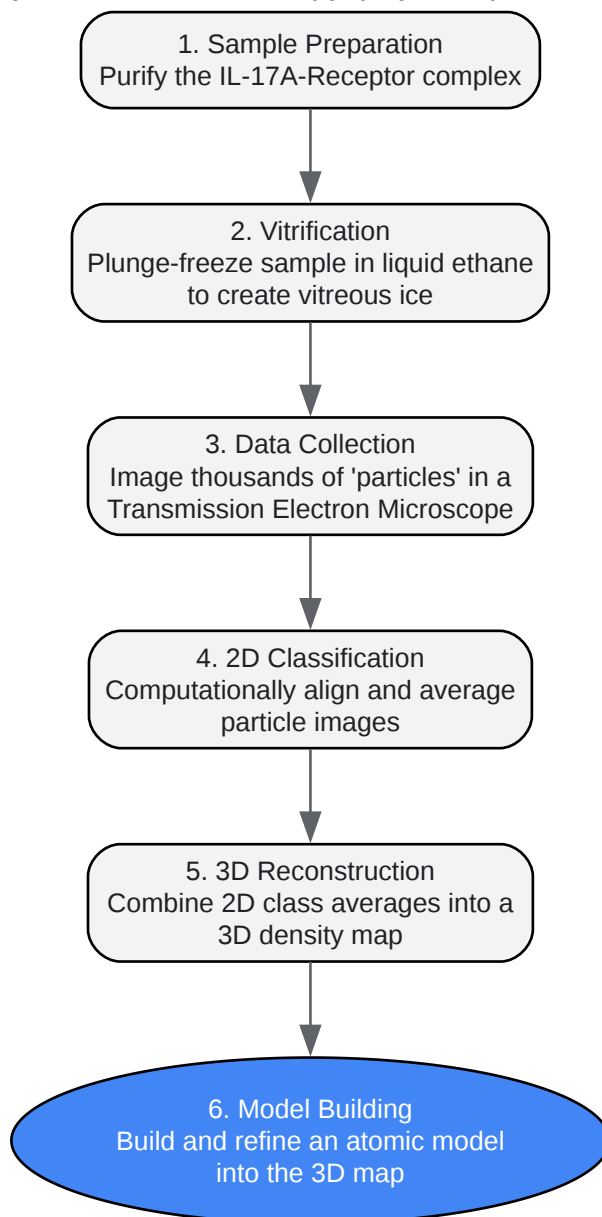 1. Sample Preparation
Purify the IL-17A-Receptor complex
2. Vitrification
Plunge-freeze sample in liquid ethane
to create vitreous ice
3. Data Collection
Image thousands of 'particles' in a
Transmission Electron Microscope
4. 2D Classification
Computationally align and average
particle images
5. 3D Reconstruction
Combine 2D class averages into a
3D density map
6. Model Building
Build and refine an atomic model
into the 3D map